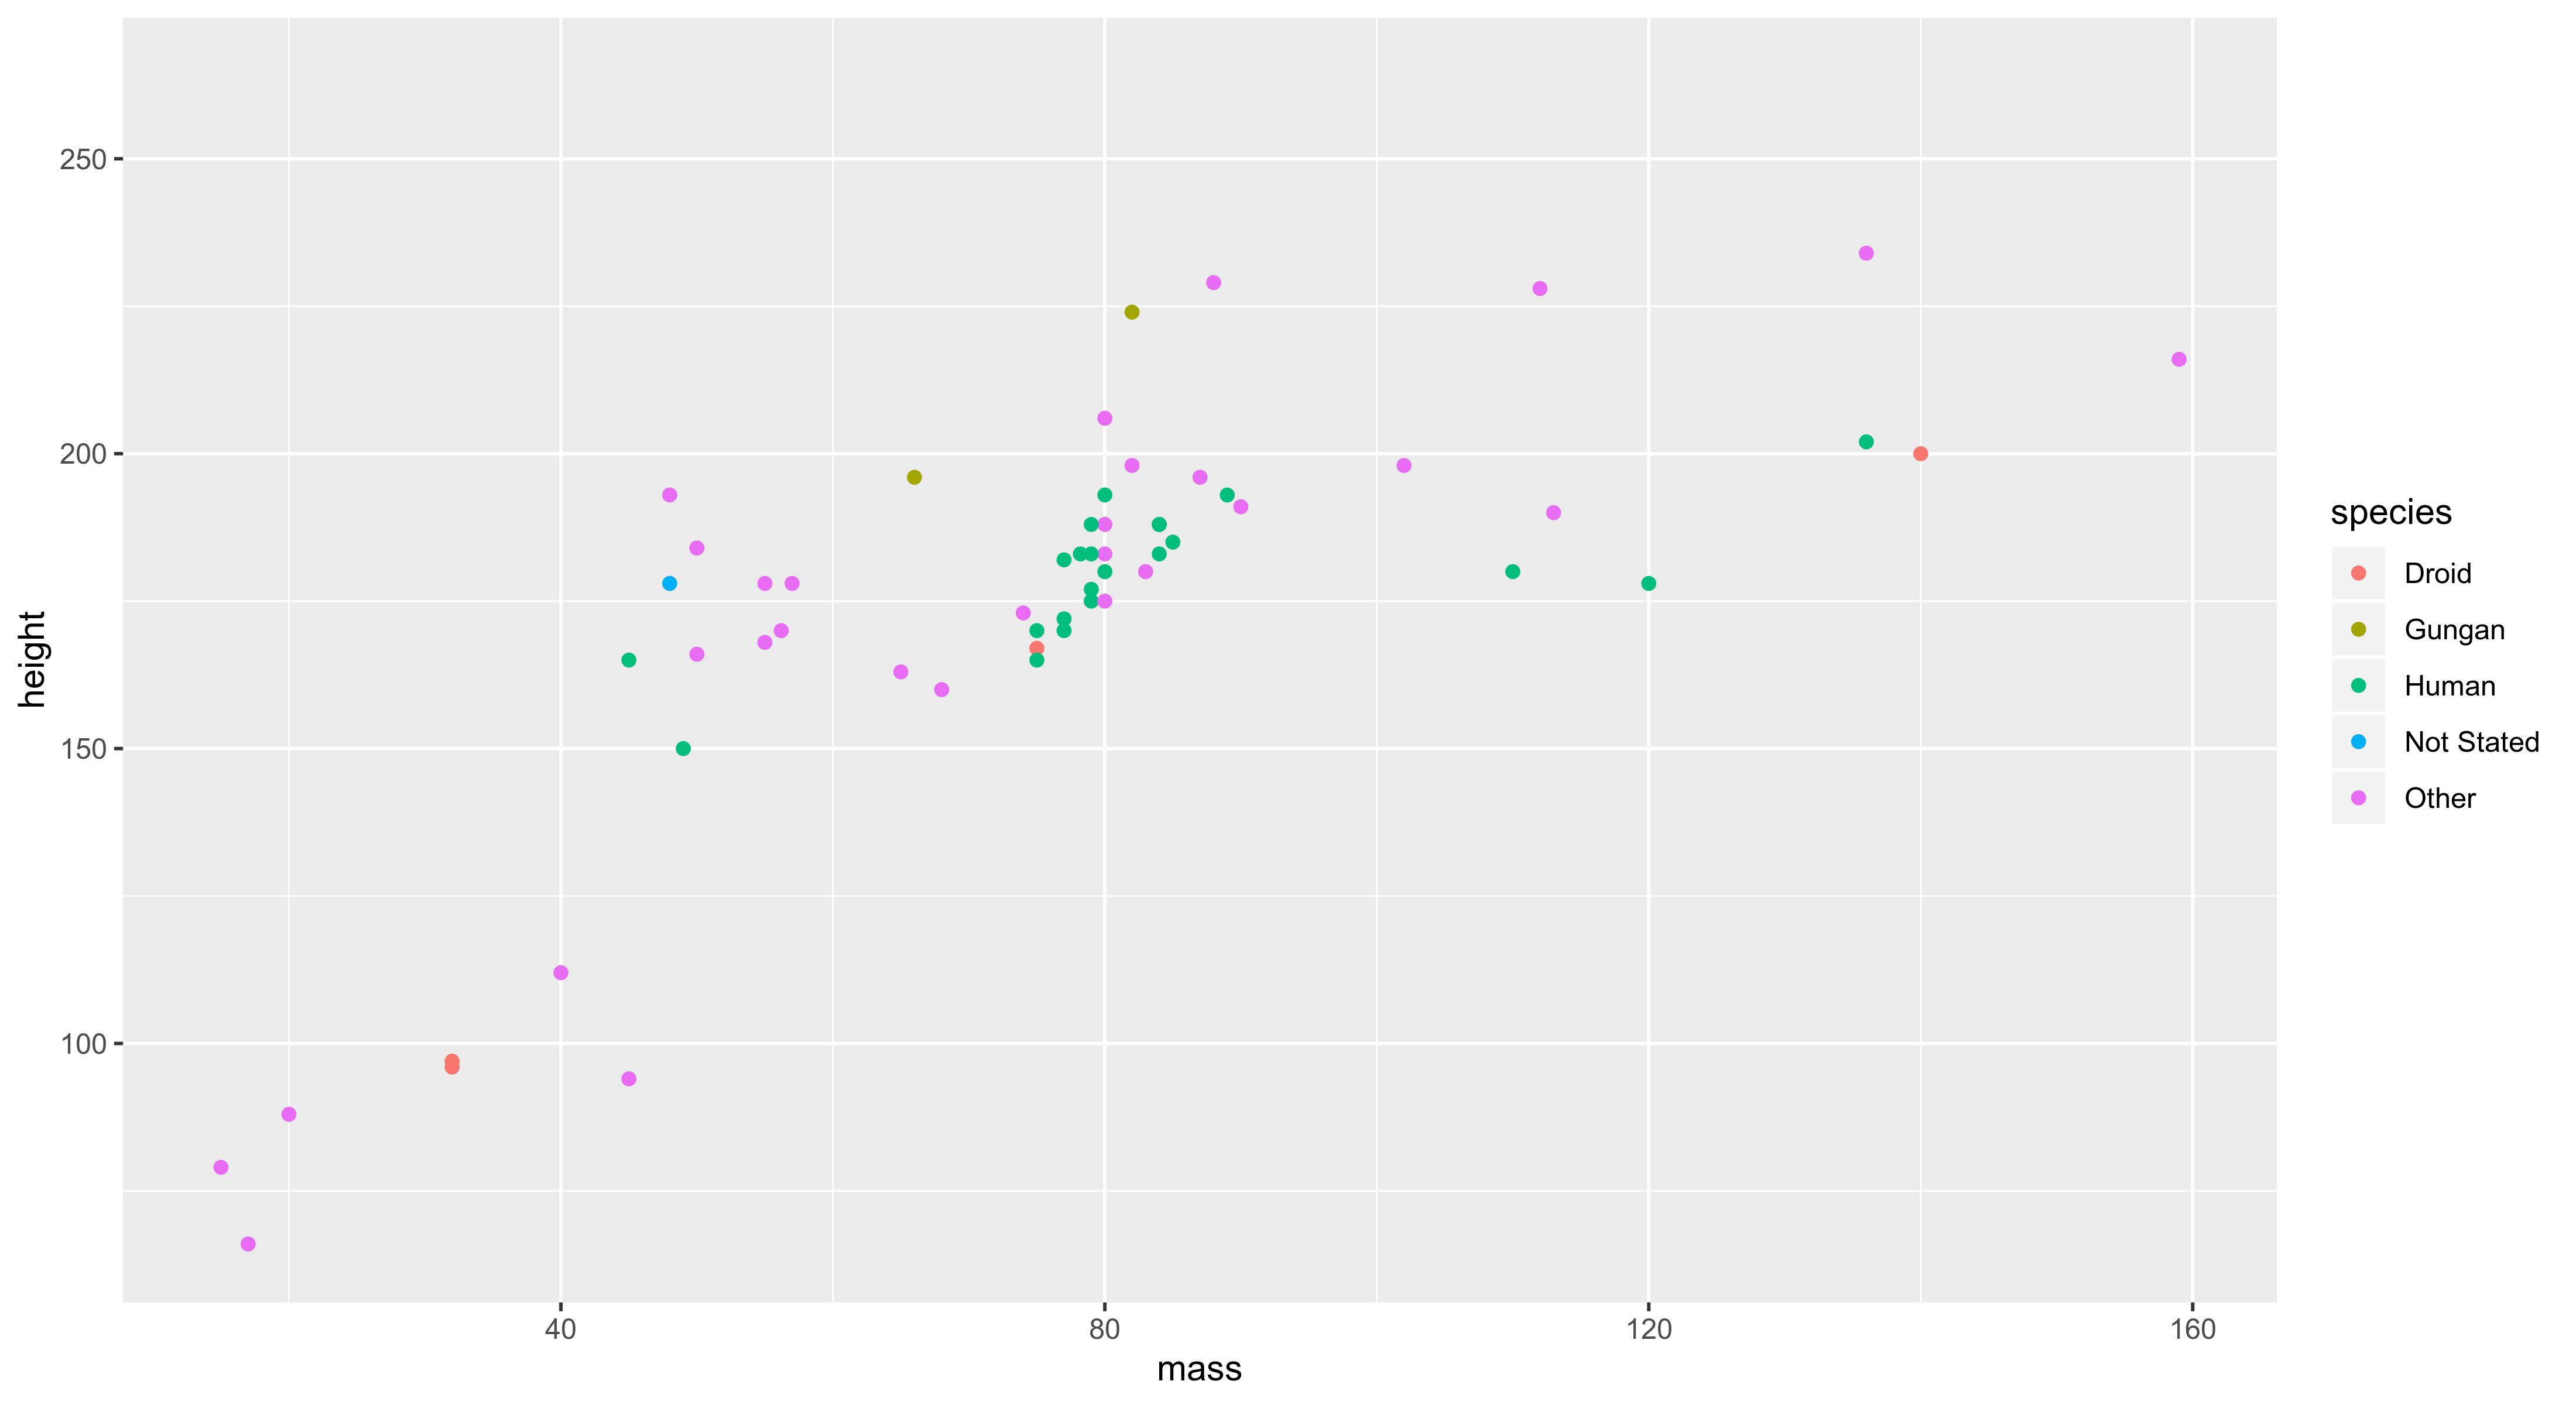 250
200
150
100
height
40
80
120
160
mass
species
Droid
Gungan
Human
Not Stated
Other